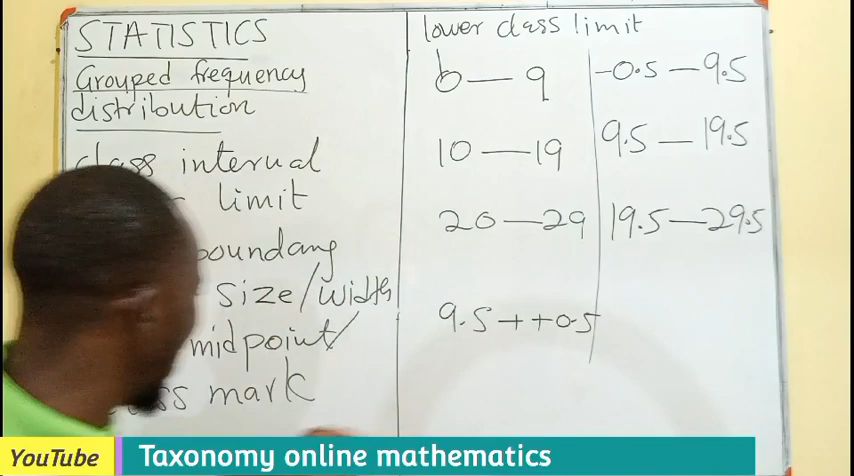 STATISTICS
Grouped frequency
distribution
class interval
limit
boundary
size/width
midpoint/
mark
lower class limit
0 — 9
-0.5 — 9.5
10 — 19
9.5 — 19.5
20 — 29
19.5 — 29.5
9.5 + +0.5
YouTube
Taxonomy online mathematics